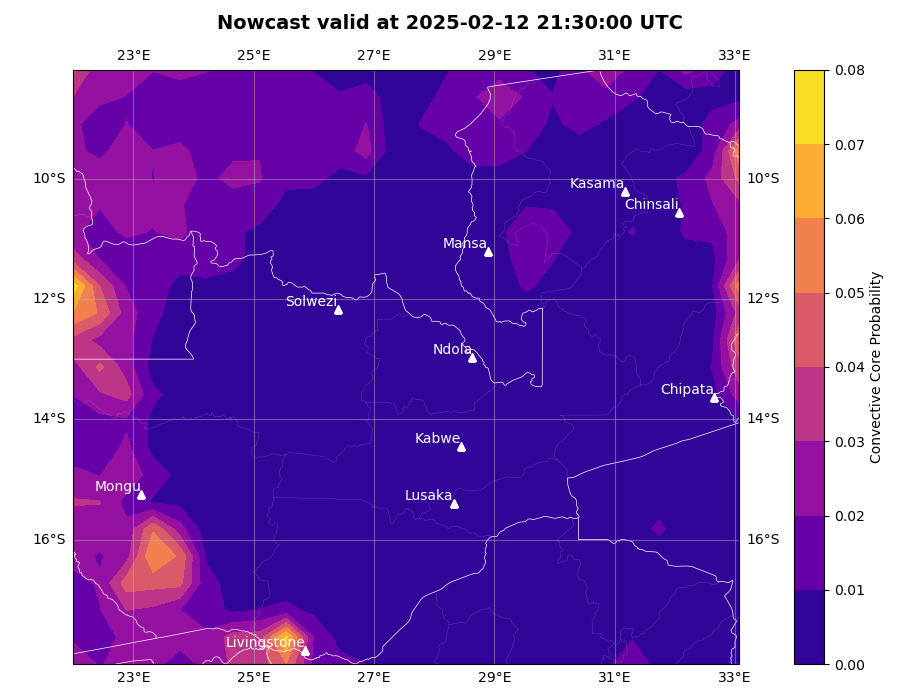 Nowcast valid at 2025-02-12 21:30:00 UTC
23°E 25°E 27°E 29°E 31°E 33°E
0.08
0.07
0.06
0.05
0.04
0.03
0.02
0.01
0.00
Convective Core Probability
10°S 10°S
12°S 12°S
14°S 14°S
16°S 16°S
Kasama
Chinsali
Mansa
Solwezi
Ndola
Chipata
Kabwe
Mongu
Lusaka
Livingstone
23°E 25°E 27°E 29°E 31°E 33°E